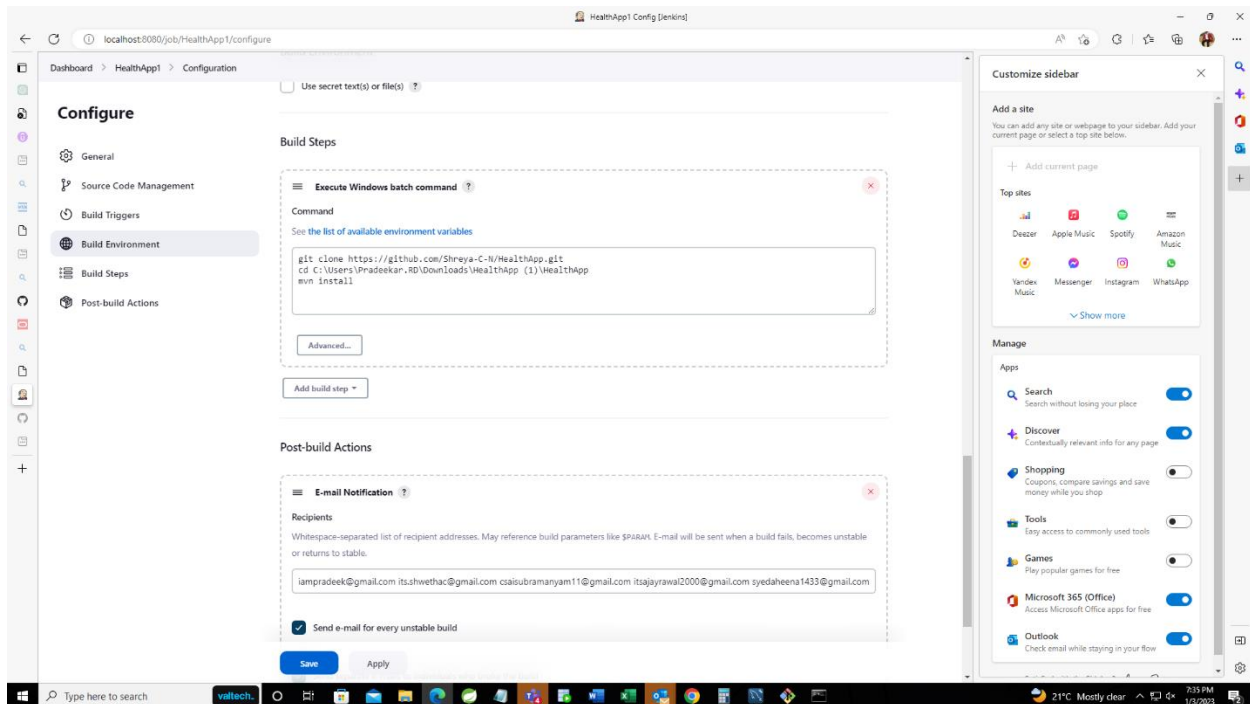 HealthApp1 Config [Jenkins]
localhost:8080/job/HealthApp1/configure
Dashboard > HealthApp1 > Configuration
Configure
General
Source Code Management
Build Triggers
Build Environment
Build Steps
Post-build Actions
Use secret text(s) or file(s) ?
Build Steps
Execute Windows batch command ?
Command
See the list of available environment variables
git clone https://github.com/Shreya-C-N/HealthApp.git
cd C:\Users\Pradeekar.RD\Downloads\HealthApp (1)\HealthApp
mvn install
Advanced...
Add build step
Post-build Actions
E-mail Notification ?
Recipients
Whitespace-separated list of recipient addresses. May reference build parameters like $PARAM. E-mail will be sent when a build fails, becomes unstable
or returns to stable.
iampradeek@gmail.com its.shwethac@gmail.com csaisubramanyam11@gmail.com itsajayrawal2000@gmail.com syedaheena1433@gmail.com
Send e-mail for every unstable build
Save
Apply
Customize sidebar
Add a site
You can add any site or webpage to your sidebar. Add your
current page or select a top site below.
Add current page
Top sites
Deezer
Apple Music
Spotify
Amazon
Music
Yandex
Music
Messenger
Instagram
WhatsApp
Show more
Manage
Apps
Search
Search without losing your place
Discover
Contextually relevant info for any page
Shopping
Coupons, compare savings and save
money while you shop
Tools
Easy access to commonly used tools
Games
Play popular games for free
Microsoft 365 (Office)
Access Microsoft Office apps for free
Outlook
Check email while staying in your flow
Type here to search
valtech.
21°C Mostly clear
7:35 PM
1/3/2023